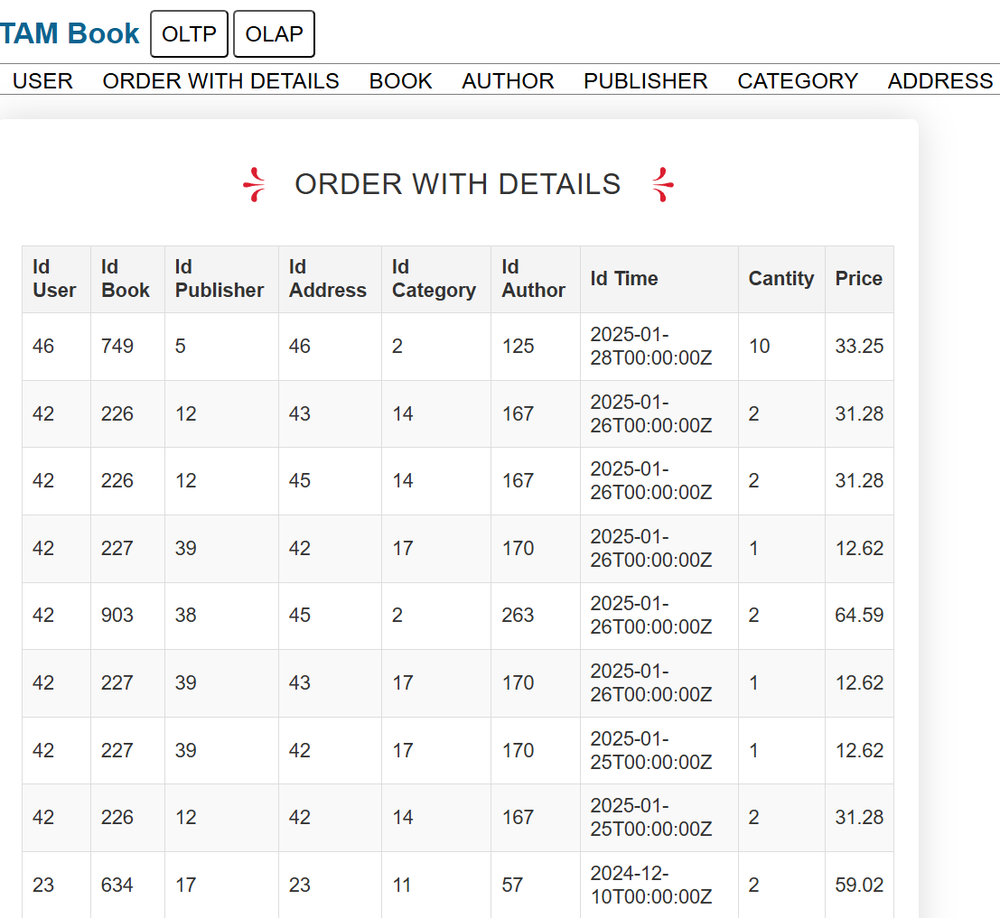 TAM Book OLTP OLAP
USER ORDER WITH DETAILS BOOK AUTHOR PUBLISHER CATEGORY ADDRESS
ORDER WITH DETAILS
Id User Id Book Id Publisher Id Address Id Category Id Author Id Time Cantity Price
46 749 5 46 2 125 2025-01-28T00:00:00Z 10 33.25
42 226 12 43 14 167 2025-01-26T00:00:00Z 2 31.28
42 226 12 45 14 167 2025-01-26T00:00:00Z 2 31.28
42 227 39 42 17 170 2025-01-26T00:00:00Z 1 12.62
42 903 38 45 2 263 2025-01-26T00:00:00Z 2 64.59
42 227 39 43 17 170 2025-01-26T00:00:00Z 1 12.62
42 227 39 42 17 170 2025-01-25T00:00:00Z 1 12.62
42 226 12 42 14 167 2025-01-25T00:00:00Z 2 31.28
23 634 17 23 11 57 2024-12-10T00:00:00Z 2 59.02